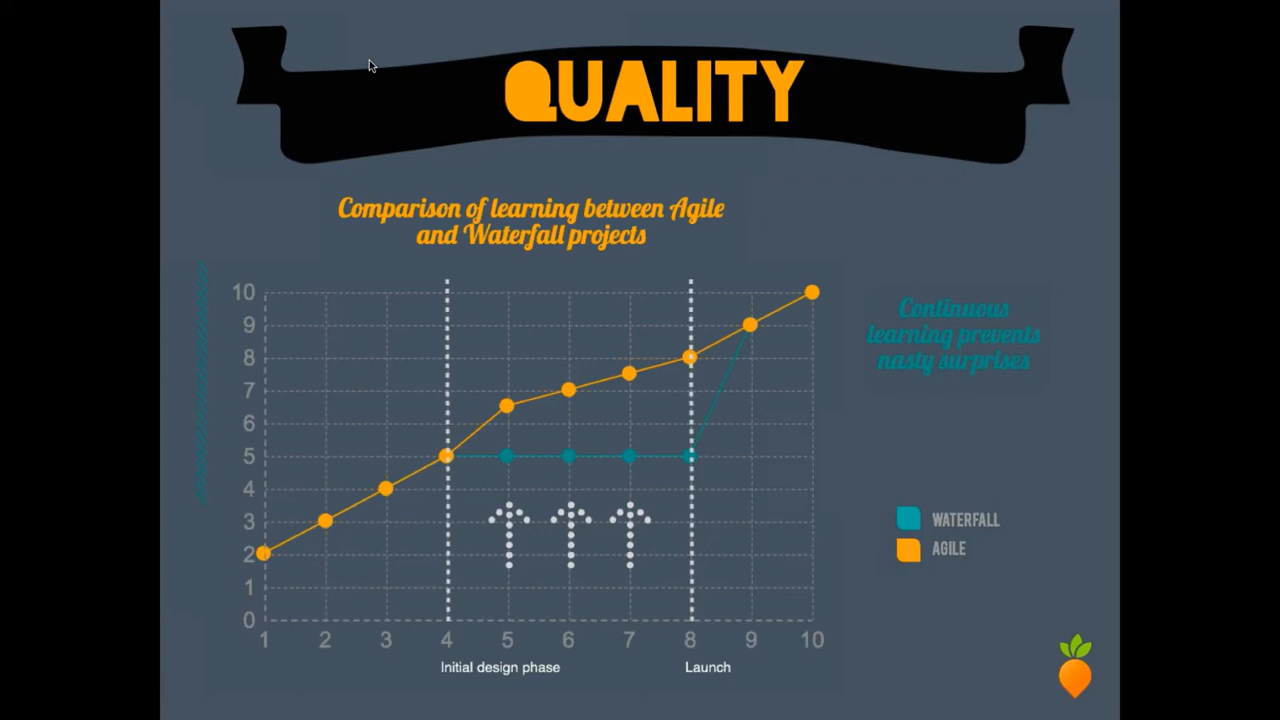 QUALITY
Comparison of learning between Agile
and Waterfall projects
10
9
8
7
6
5
4
3
2
1
0
1 2 3 4 5 6 7 8 9 10
Initial design phase Launch
Continuous
learning prevents
nasty surprises
WATERFALL
AGILE